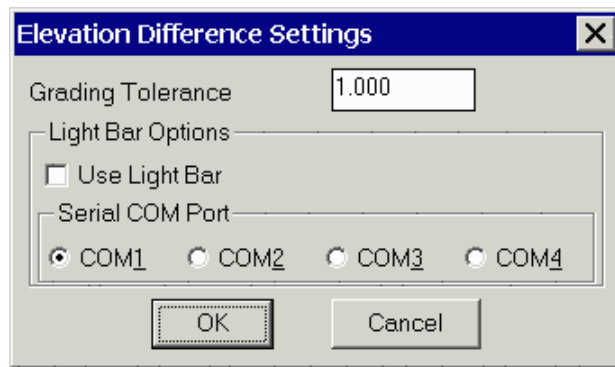 Elevation Difference Settings
Grading Tolerance 1.000
Light Bar Options
Use Light Bar
Serial COM Port
COM1 COM2 COM3 COM4
OK Cancel